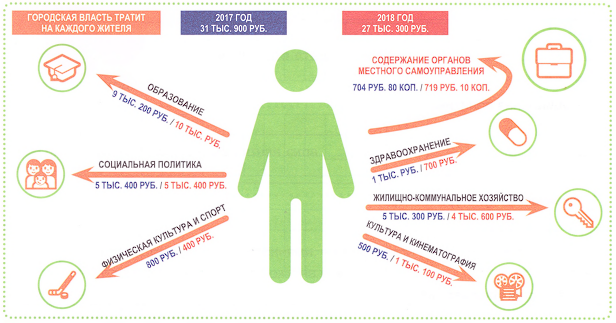 ГОРОДСКАЯ ВЛАСТЬ ТРАТИТ
НА КАЖДОГО ЖИТЕЛЯ
2017 ГОД
31 ТЫС. 900 РУБ.
2018 ГОД
27 ТЫС. 300 РУБ.
СОДЕРЖАНИЕ ОРГАНОВ
МЕСТНОГО САМОУПРАВЛЕНИЯ
704 РУБ. 80 КОП. / 719 РУБ. 10 КОП.
ОБРАЗОВАНИЕ
9 ТЫС. 200 РУБ. / 10 ТЫС. РУБ.
ЗДРАВООХРАНЕНИЕ
1 ТЫС. РУБ. / 700 РУБ.
СОЦИАЛЬНАЯ ПОЛИТИКА
5 ТЫС. 400 РУБ. / 5 ТЫС. 400 РУБ.
ЖИЛИЩНО-КОММУНАЛЬНОЕ ХОЗЯЙСТВО
5 ТЫС. 300 РУБ. / 4 ТЫС. 600 РУБ.
ФИЗИЧЕСКАЯ КУЛЬТУРА И СПОРТ
800 РУБ. / 400 РУБ.
КУЛЬТУРА И КИНЕМАТОГРАФИЯ
500 РУБ. / 1 ТЫС. 100 РУБ.